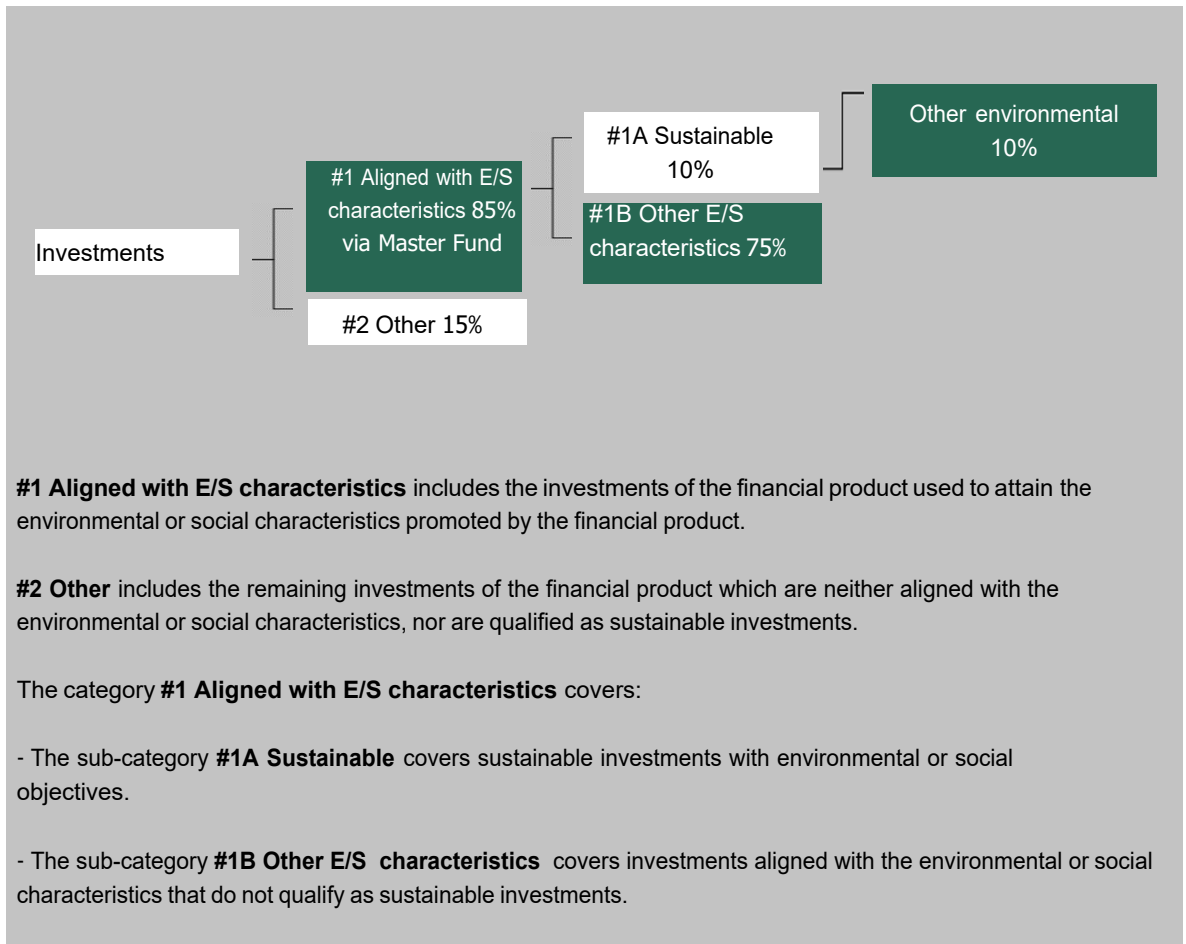 Other environmental
10%
#1A Sustainable
10%
#1 Aligned with E/S
characteristics 85%
via Master Fund
#1B Other E/S
characteristics 75%
Investments
#2 Other 15%
#1 Aligned with E/S characteristics includes the investments of the financial product used to attain the
environmental or social characteristics promoted by the financial product.
#2 Other includes the remaining investments of the financial product which are neither aligned with the
environmental or social characteristics, nor are qualified as sustainable investments.
The category #1 Aligned with E/S characteristics covers:
- The sub-category #1A Sustainable covers sustainable investments with environmental or social
objectives.
- The sub-category #1B Other E/S characteristics covers investments aligned with the environmental or social
characteristics that do not qualify as sustainable investments.